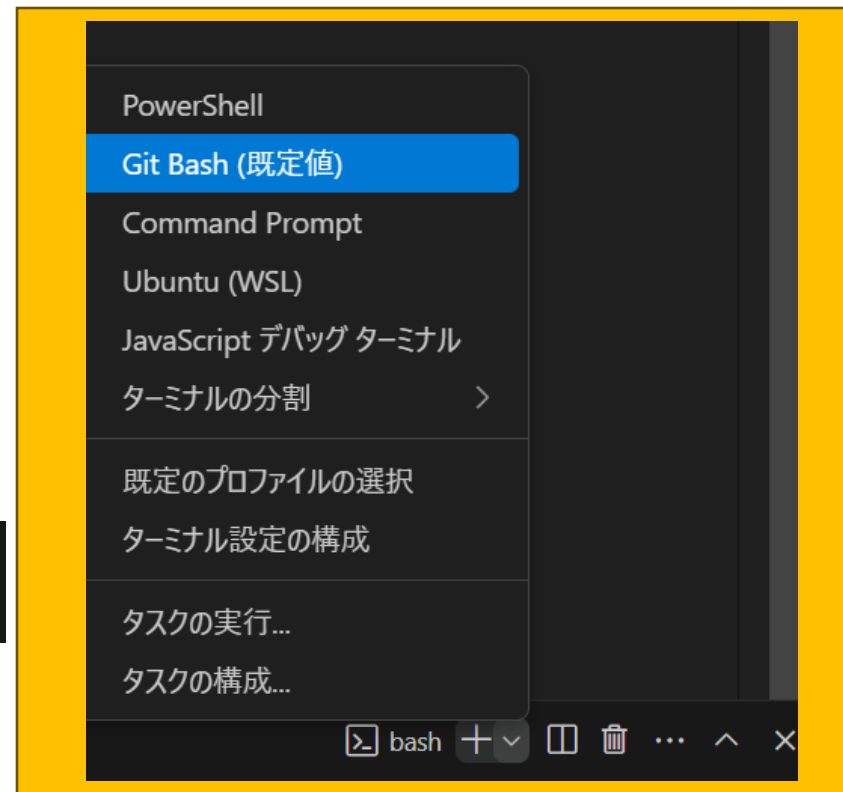 PowerShell
Git Bash (既定値)
Command Prompt
Ubuntu (WSL)
JavaScript デバッグ ターミナル
ターミナルの分割
既定のプロファイルの選択
ターミナル設定の構成
タスクの実行...
タスクの構成...
bash